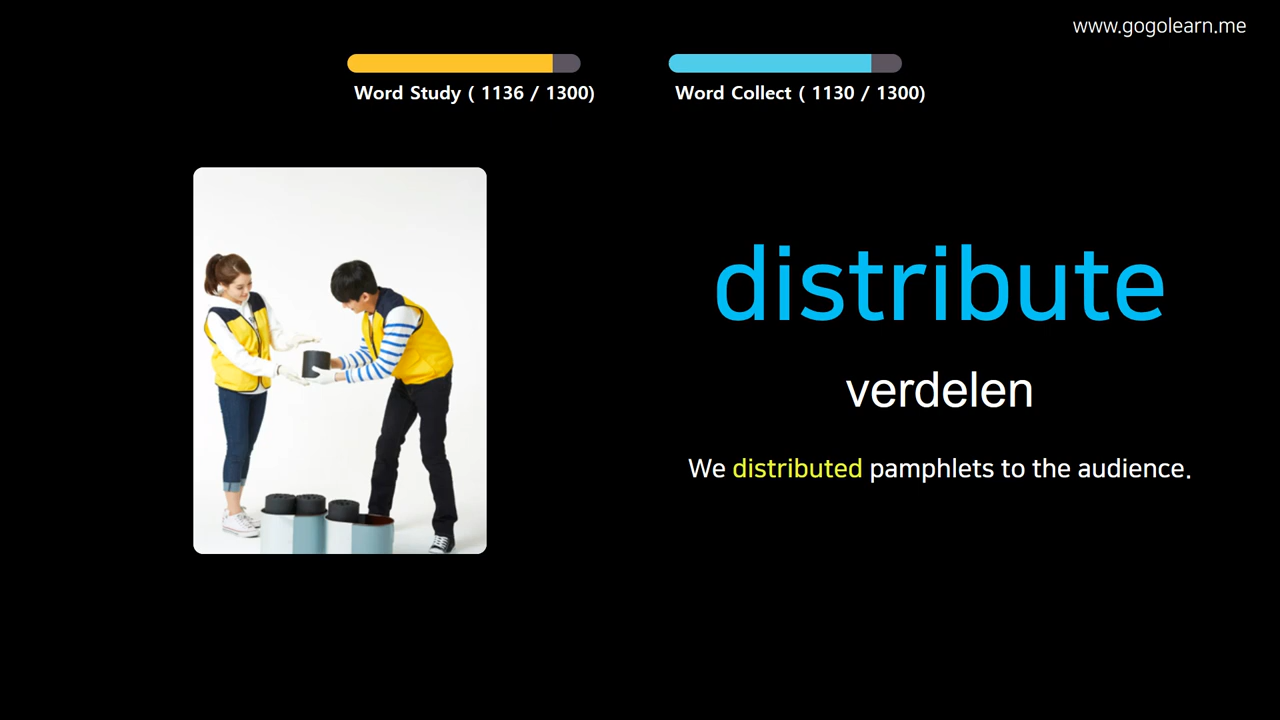 www.gogolearn.me
Word Study ( 1136 / 1300)
Word Collect ( 1130 / 1300)
distribute
verdelen
We distributed pamphlets to the audience.